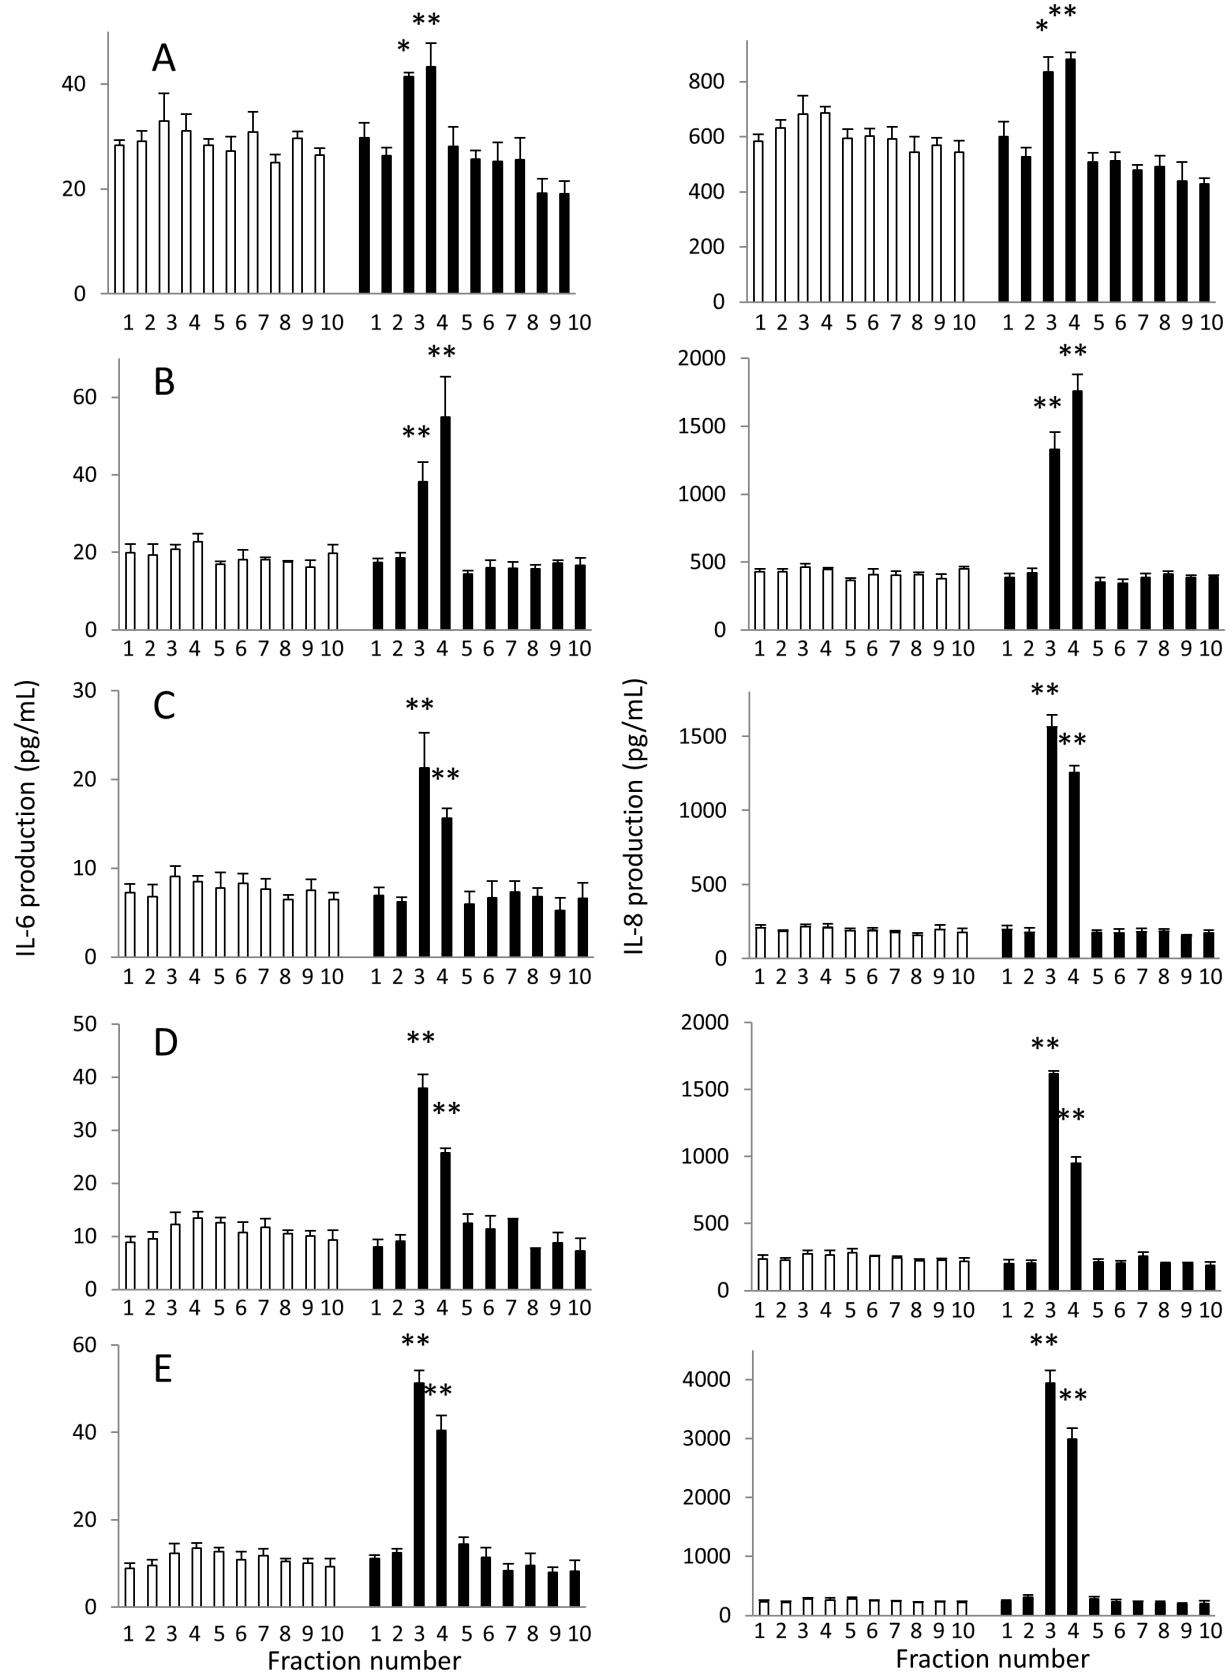 ** **
* *
A
40 800
600
20 400
200
0 0
1 2 3 4 5 6 7 8 9 10 1 2 3 4 5 6 7 8 9 10 1 2 3 4 5 6 7 8 9 10 1 2 3 4 5 6 7 8 9 10
** **
B 2000
60 **
** 1500
40 1000
20 500
0 0
1 2 3 4 5 6 7 8 9 10 1 2 3 4 5 6 7 8 9 10 1 2 3 4 5 6 7 8 9 10 1 2 3 4 5 6 7 8 9 10
IL-6 production (pg/mL)
IL-8 production (pg/mL)
30 C ** **
** **
20 1500
1000
10 500
0 0
1 2 3 4 5 6 7 8 9 10 1 2 3 4 5 6 7 8 9 10 1 2 3 4 5 6 7 8 9 10 1 2 3 4 5 6 7 8 9 10
50 D ** 2000 **
40 ** 1500 **
30 1000
20
10 500
0 0
1 2 3 4 5 6 7 8 9 10 1 2 3 4 5 6 7 8 9 10 1 2 3 4 5 6 7 8 9 10 1 2 3 4 5 6 7 8 9 10
60 ** **
E ** 4000 **
40 3000
2000
20 1000
0 0
1 2 3 4 5 6 7 8 9 10 1 2 3 4 5 6 7 8 9 10 1 2 3 4 5 6 7 8 9 10 1 2 3 4 5 6 7 8 9 10
Fraction number Fraction number